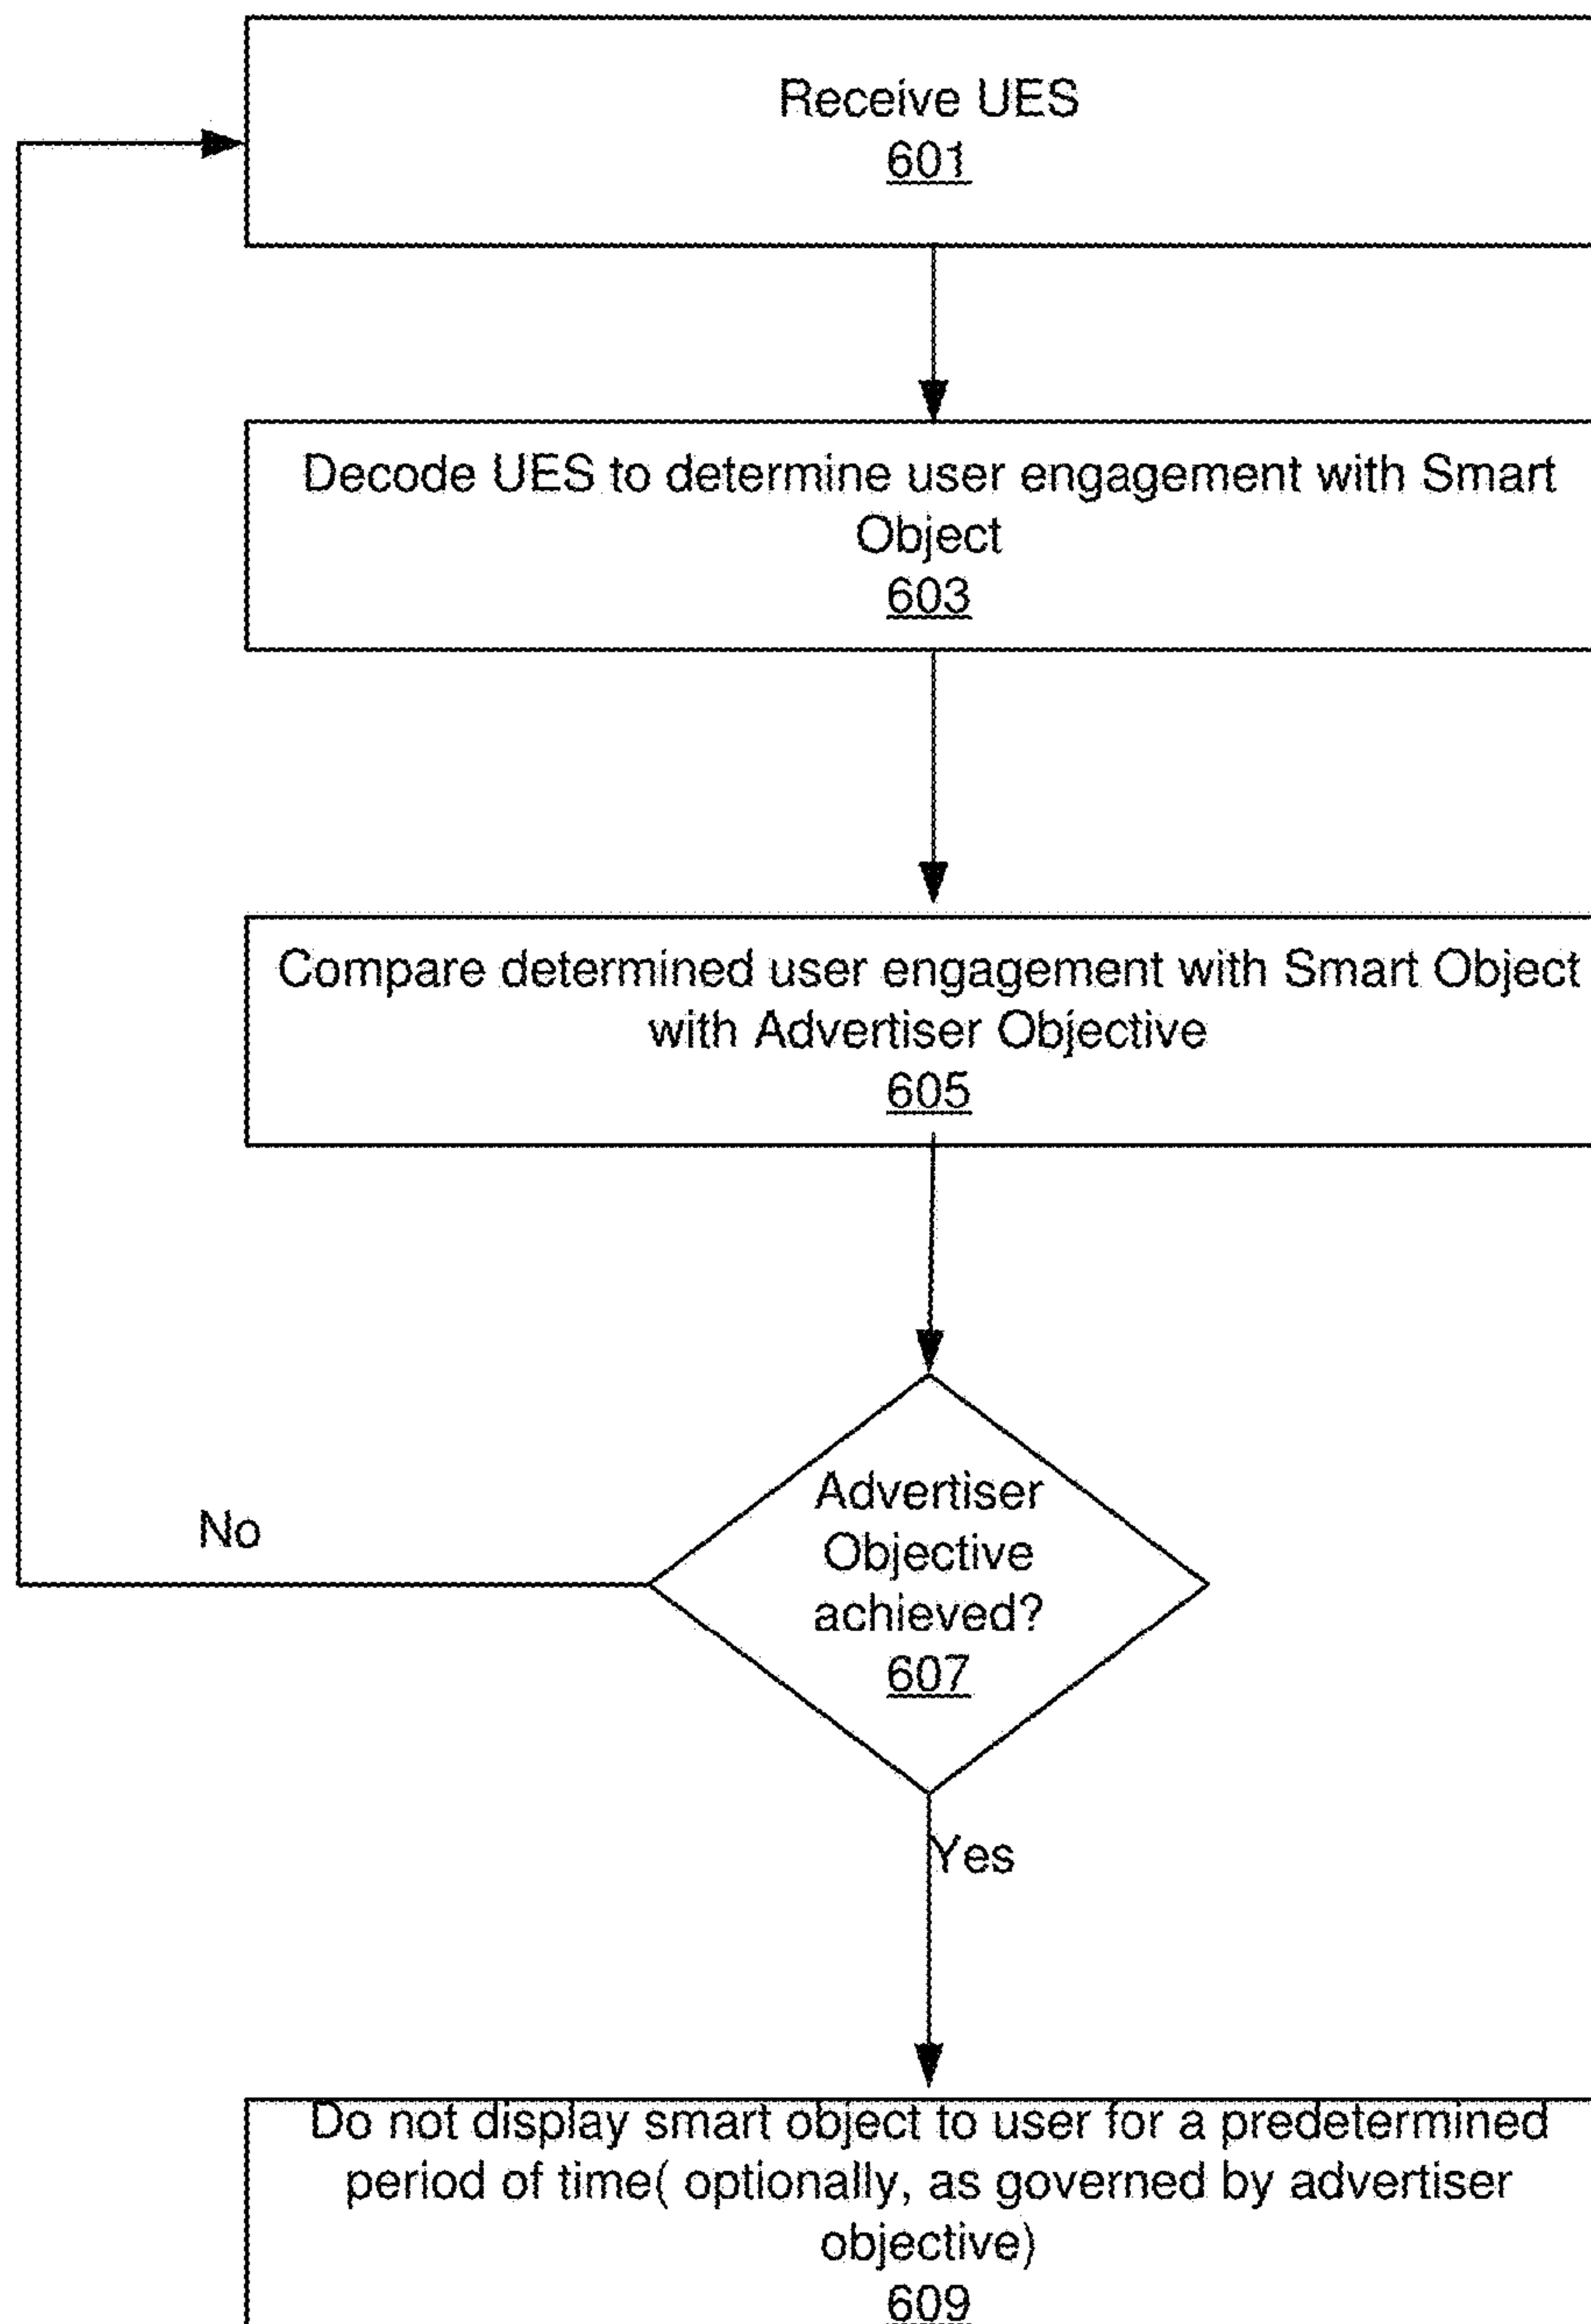 Receive UES
601
Decode UES to determine user engagement with Smart
Object
603
Compare determined user engagement with Smart Object
with Advertiser Objective
605
Advertiser
Objective
achieved?
607
No
Yes
Do not display smart object to user for a predetermined
period of time( optionally, as governed by advertiser
objective)
609